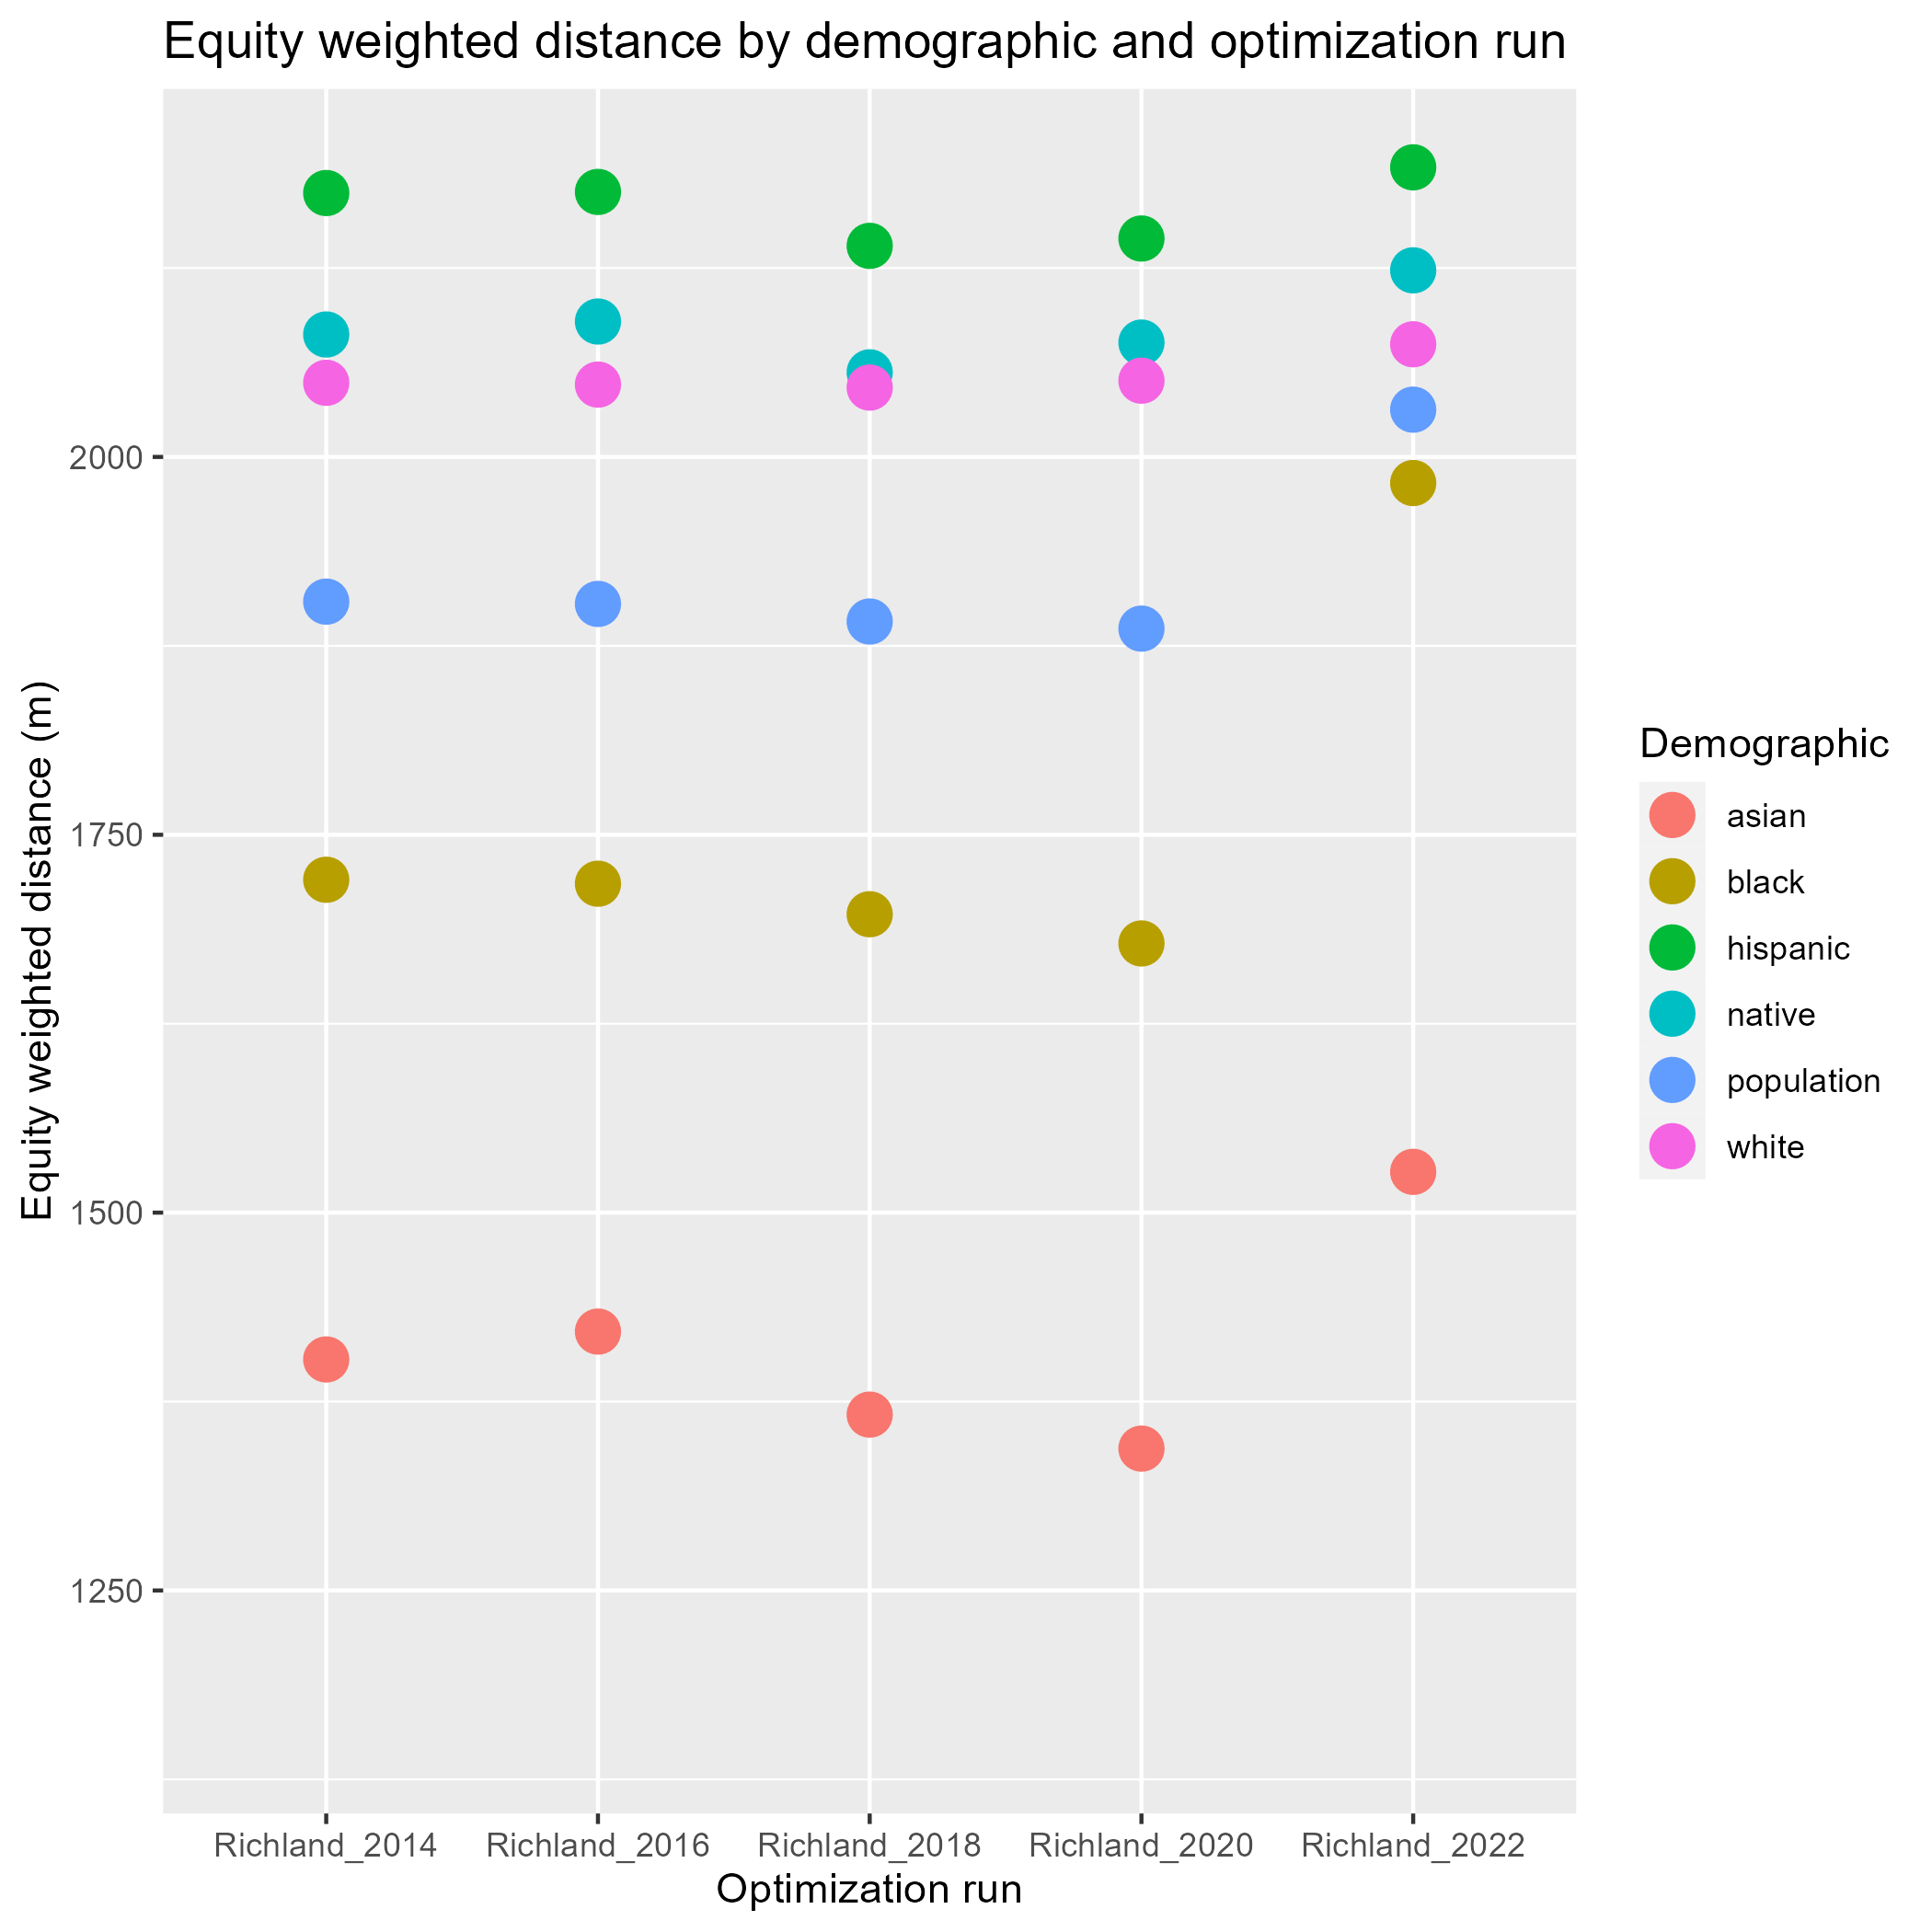 Equity weighted distance by demographic and optimization run
Equity weighted distance (m)
2000
1750
1500
1250
Richland_2014
Richland_2016
Richland_2018
Richland_2020
Richland_2022
Optimization run
Demographic
asian
black
hispanic
native
population
white